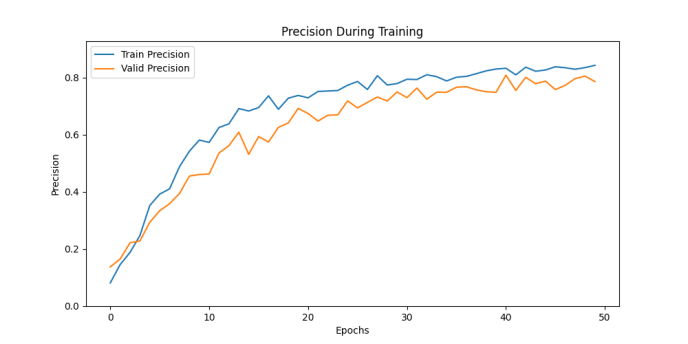 Precision During Training
Train Precision
Valid Precision
Precision
0.8
0.6
0.4
0.2
0.0
0 10 20 30 40 50
Epochs